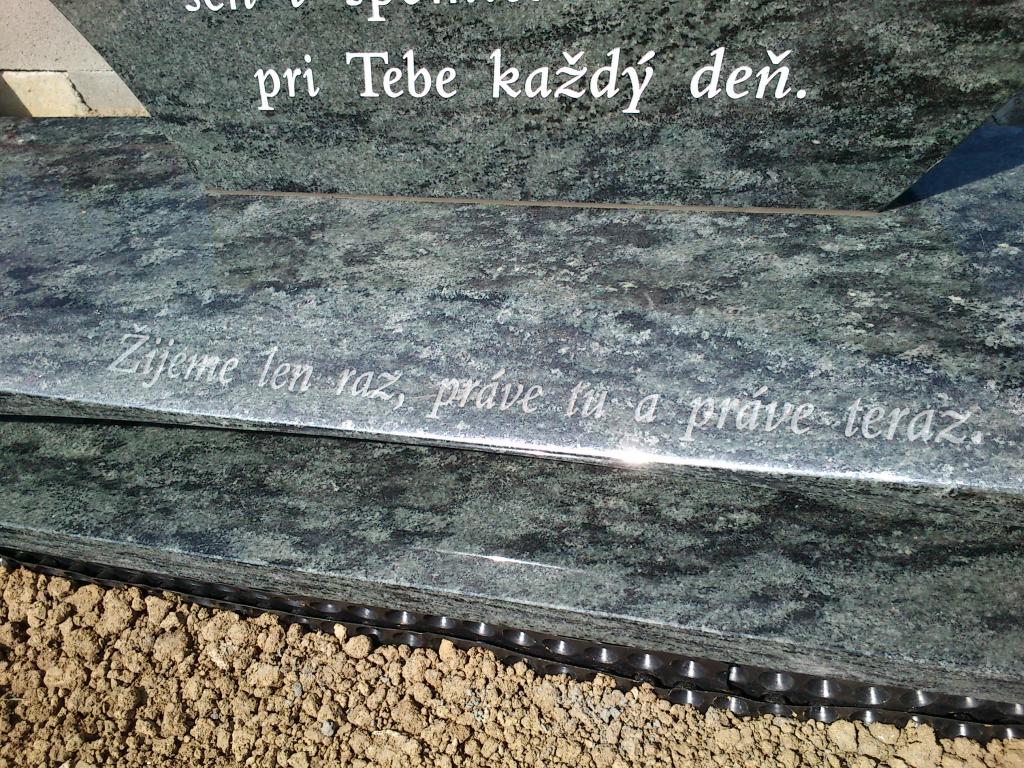 pri Tebe každý deň.
Žijeme len raz, práve tu a práve teraz.